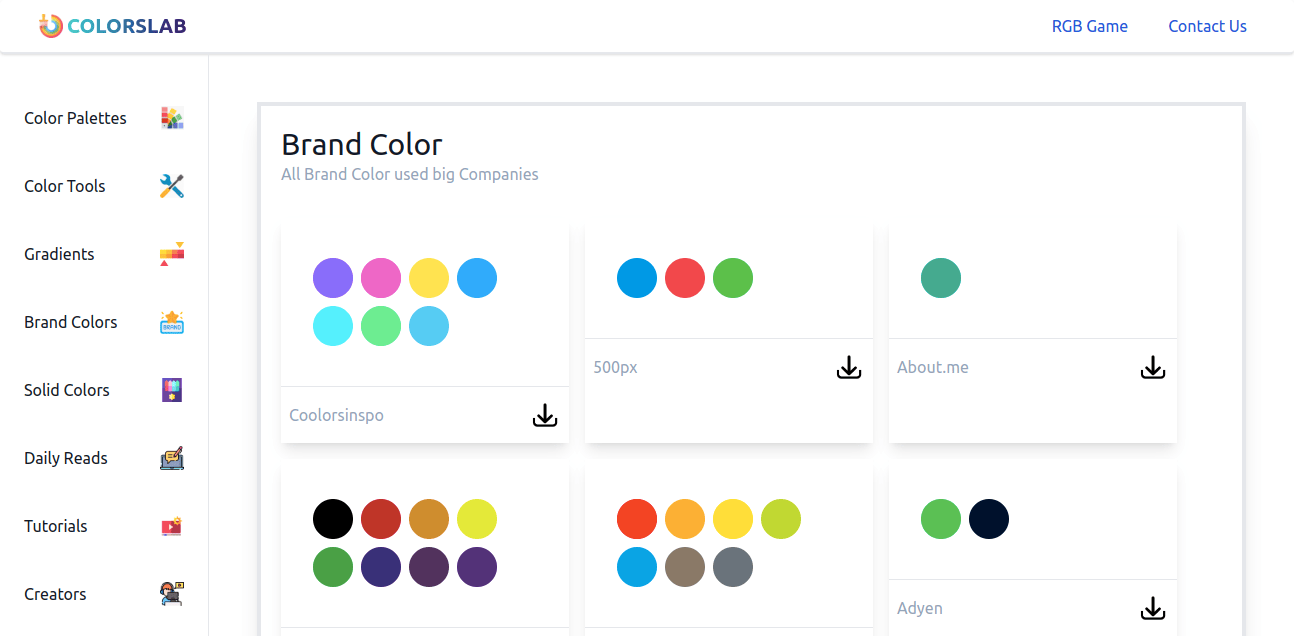 COLORSLAB
RGB Game
Contact Us
Color Palettes
Color Tools
Gradients
Brand Colors
BRAND
Solid Colors
Daily Reads
Tutorials
Creators
Brand Color
All Brand Color used big Companies
Coolorsinspo
500px
About.me
Adyen